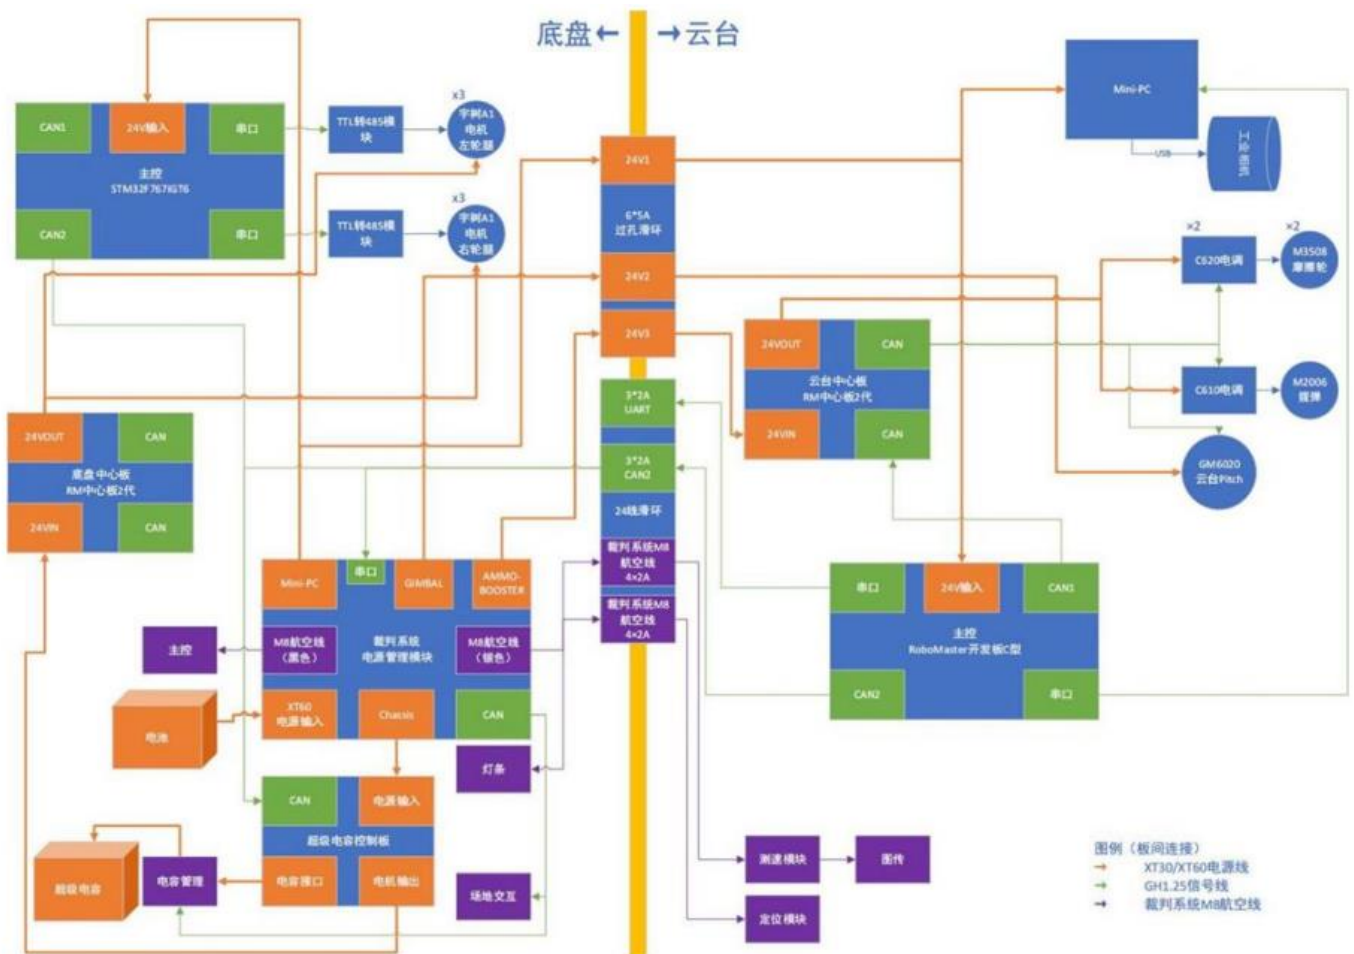 底盘← →云台
Mini-PC
USB
工业相机
CAN1
24V输入
串口
主控
STM32F767IGT6
CAN2
串口
TTL转485模
块
TTL转485模
块
x3
宇树A1
电机
左轮腿
x3
宇树A1
电机
右轮腿
24V1
6*5A
过孔滑环
24V2
24V3
3*2A
UART
3*2A
CAN2
24线滑环
裁判系统M8
航空线
4×2A
裁判系统M8
航空线
4×2A
×2
C620电调
×2
M3508
摩擦轮
C610电调
M2006
拨弹
GM6020
云台Pitch
24VOUT
CAN
云台中心板
RM中心板2代
24VIN
CAN
24VOUT
CAN
底盘中心板
RM中心板2代
24VIN
CAN
Mini-PC
串口
GIMBAL
AMMO-
BOOSTER
M8航空线
（黑色）
裁判系统
电源管理模块
M8航空线
（银色）
XT60
电源输入
Chassis
CAN
主控
电池
灯条
串口
24V输入
CAN1
主控
RoboMaster开发板C型
CAN2
串口
CAN
电源输入
超级电容控制板
电容接口
电机输出
超级电容
电容管理
场地交互
测速模块
图传
定位模块
图例（板间连接）
XT30/XT60电源线
GH1.25信号线
裁判系统M8航空线